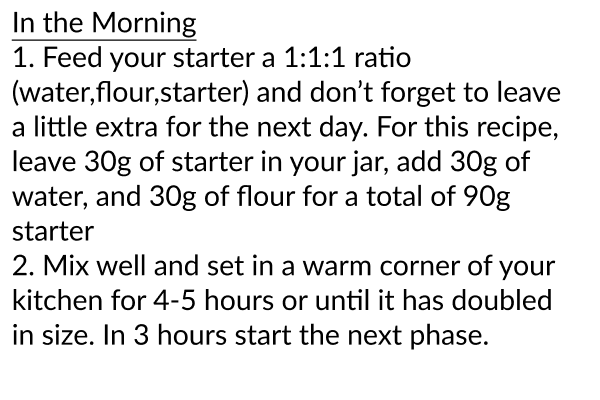 In the Morning
1. Feed your starter a 1:1:1 ratio
(water,flour,starter) and don’t forget to leave
a little extra for the next day. For this recipe,
leave 30g of starter in your jar, add 30g of
water, and 30g of flour for a total of 90g
starter
2. Mix well and set in a warm corner of your
kitchen for 4-5 hours or until it has doubled
in size. In 3 hours start the next phase.